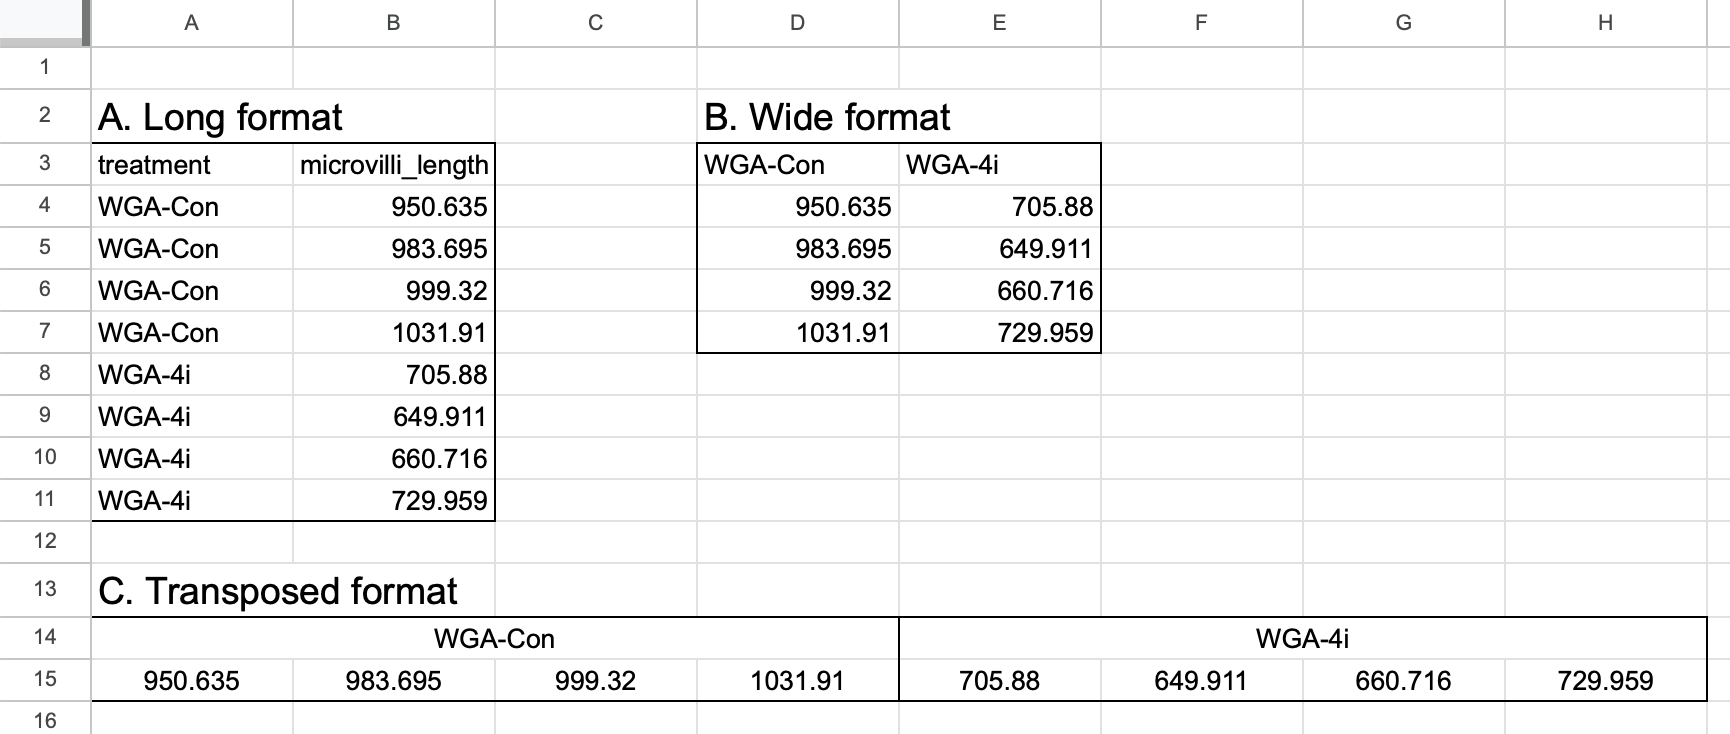 A B C D E F G H
1
2 A. Long format B. Wide format
3 treatment microvilli_length WGA-Con WGA-4i
4 WGA-Con 950.635 950.635 705.88
5 WGA-Con 983.695 983.695 649.911
6 WGA-Con 999.32 999.32 660.716
7 WGA-Con 1031.91 1031.91 729.959
8 WGA-4i 705.88
9 WGA-4i 649.911
10 WGA-4i 660.716
11 WGA-4i 729.959
12
13 C. Transposed format
14 WGA-Con WGA-4i
15 950.635 983.695 999.32 1031.91 705.88 649.911 660.716 729.959
16